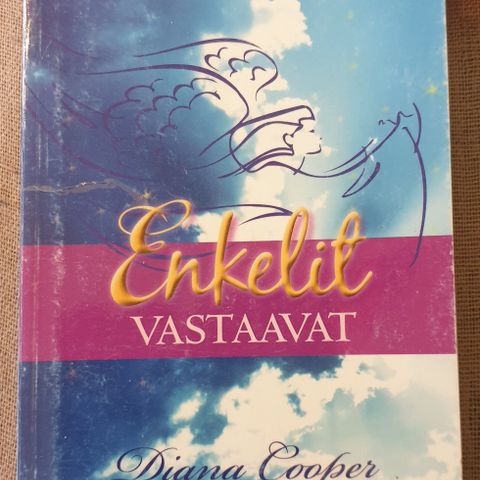 Enkelit
VASTAAVAT
Diana Cooper